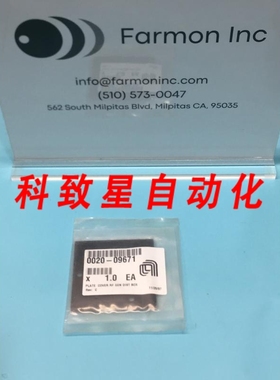 Farmon Inc
info@farmoninc.com
(510) 573-0047
562 South Milpitas Blvd, Milpitas CA, 95035
科致星自动化
0020-09671
x 1.0 EA